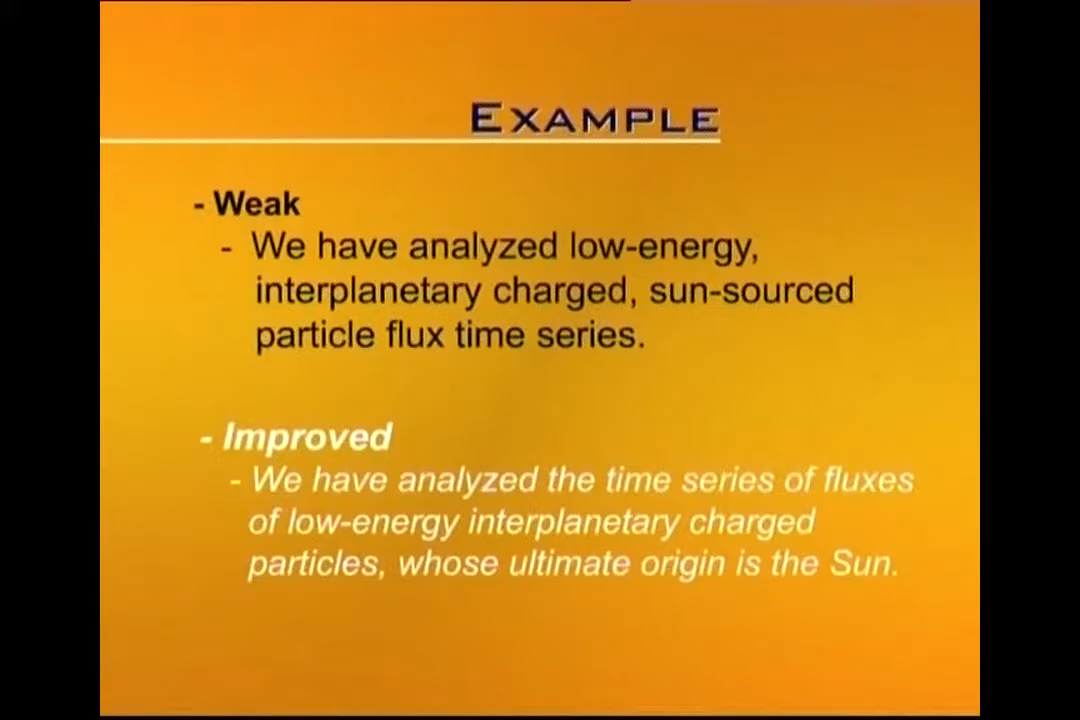 EXAMPLE
- Weak
- We have analyzed low-energy,
interplanetary charged, sun-sourced
particle flux time series.
- Improved
- We have analyzed the time series of fluxes
of low-energy interplanetary charged
particles, whose ultimate origin is the Sun.